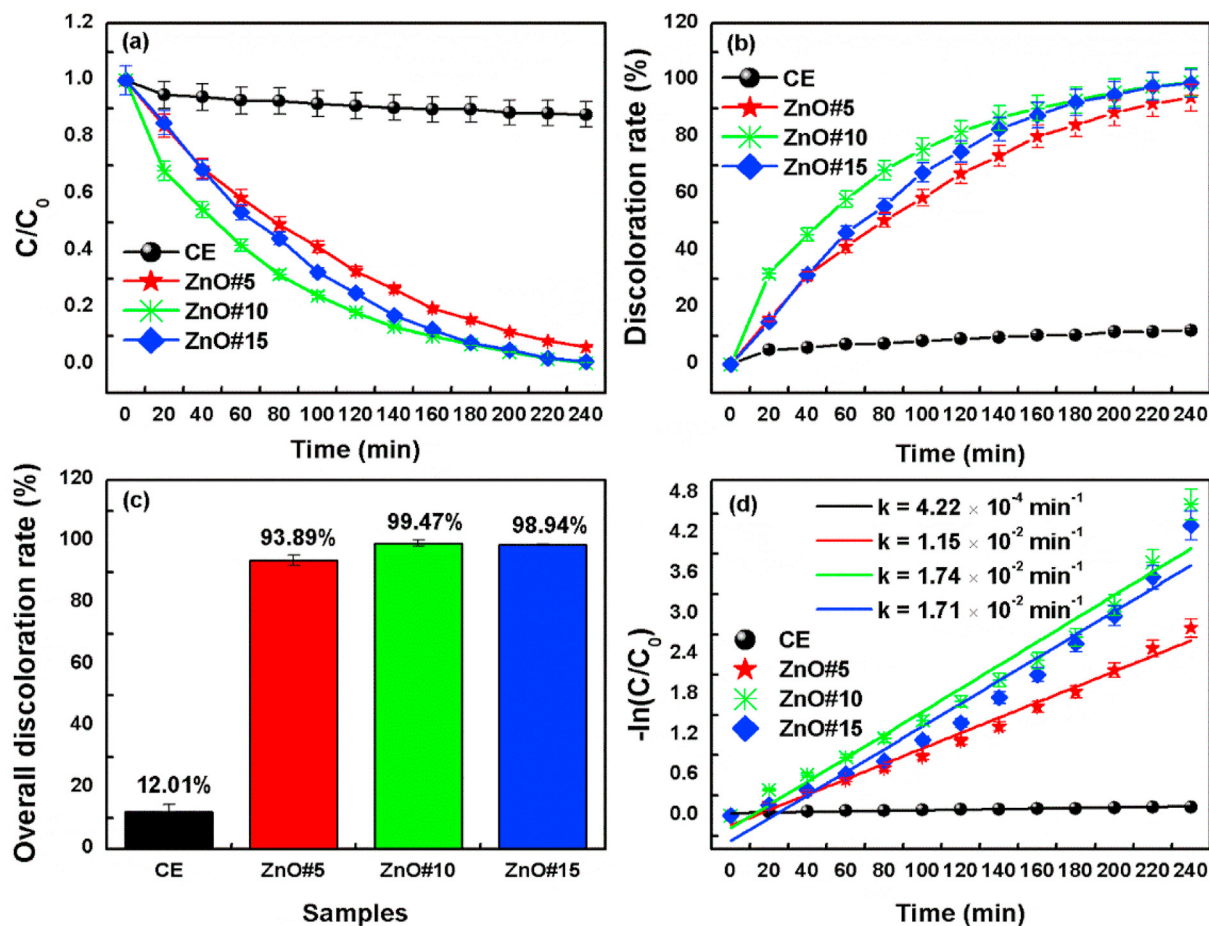 (a)
C/C0
1.2
1.0
0.8
0.6
0.4
0.2
0.0
CE
ZnO#5
ZnO#10
ZnO#15
0 20 40 60 80 100 120 140 160 180 200 220 240
Time (min)
(b)
Discoloration rate (%)
120
100
80
60
40
20
0
CE
ZnO#5
ZnO#10
ZnO#15
0 20 40 60 80 100 120 140 160 180 200 220 240
Time (min)
(c)
Overall discoloration rate (%)
120
100
80
60
40
20
0
12.01%
93.89%
99.47%
98.94%
CE ZnO#5 ZnO#10 ZnO#15
Samples
(d)
-ln(C/C0)
4.8
4.2
3.6
3.0
2.4
1.8
1.2
0.6
0.0
k = 4.22 × 10-4 min-1
k = 1.15 × 10-2 min-1
k = 1.74 × 10-2 min-1
k = 1.71 × 10-2 min-1
CE
ZnO#5
ZnO#10
ZnO#15
0 20 40 60 80 100 120 140 160 180 200 220 240
Time (min)